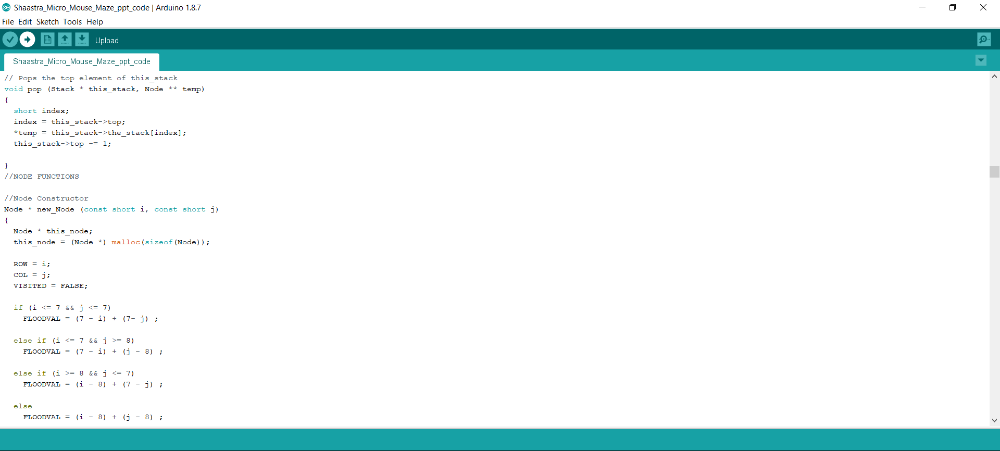 Shaastra_Micro_Mouse_Maze_ppt_code | Arduino 1.8.7
File Edit Sketch Tools Help
Upload
Shaastra_Micro_Mouse_Maze_ppt_code
// Pops the top element of this_stack
void pop (Stack * this_stack, Node ** temp)
{
  short index;
  index = this_stack->top;
  *temp = this_stack->the_stack[index];
  this_stack->top -= 1;
}
//NODE FUNCTIONS
//Node Constructor
Node * new_Node (const short i, const short j)
{
  Node * this_node;
  this_node = (Node *) malloc(sizeof(Node));
  ROW = i;
  COL = j;
  VISITED = FALSE;
  if (i <= 7 && j <= 7)
    FLOODVAL = (7 - i) + (7- j) ;
  else if (i <= 7 && j >= 8)
    FLOODVAL = (7 - i) + (j - 8) ;
  else if (i >= 8 && j <= 7)
    FLOODVAL = (i - 8) + (7 - j) ;
  else
    FLOODVAL = (i - 8) + (j - 8) ;